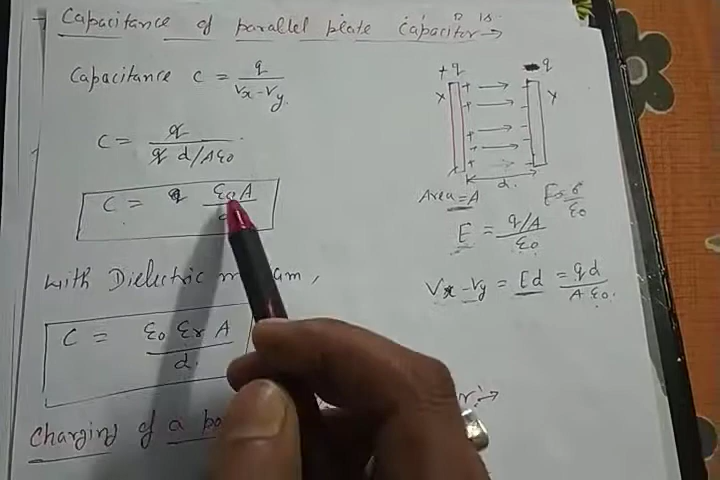 Capacitance of parallel plate Capacitor →
Capacitance C = q / Vx - Vy
C = q / q d/Aε0
C = ε0A
With Dielectric
C = ε0 εr A / d
Charging of a
+q -q
X Y
+ + + + +
d
Area = A
E = σ / ε0
E = q/A / ε0
Vx - Vy = Ed = qd / A ε0